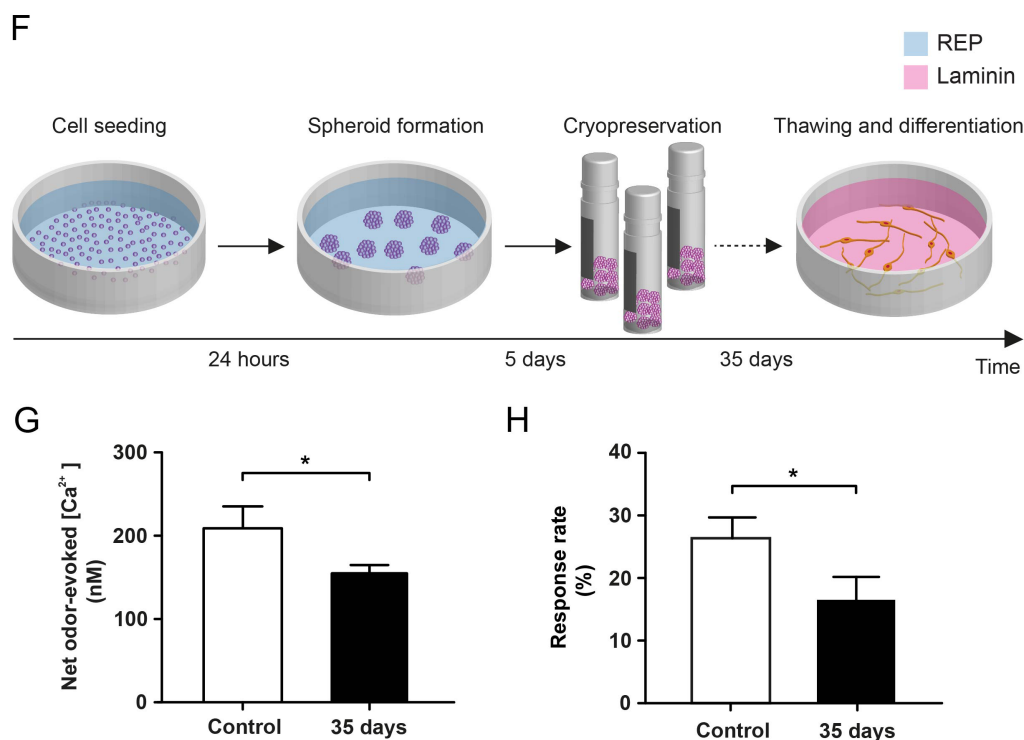 F
REP
Laminin
Cell seeding
Spheroid formation
Cryopreservation
Thawing and differentiation
24 hours
5 days
35 days
Time
G
Net odor-evoked [Ca²⁺ ]
(nM)
300
200
100
0
*
Control
35 days
H
Response rate
(%)
40
30
20
10
0
*
Control
35 days